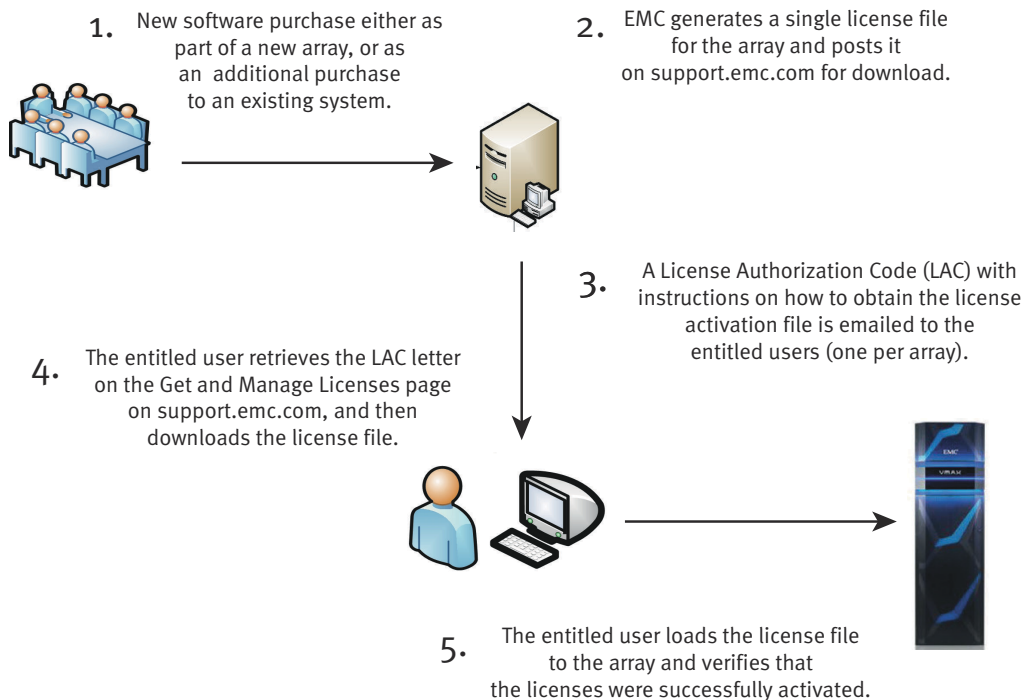 1. New software purchase either as
part of a new array, or as
an additional purchase
to an existing system.
2. EMC generates a single license file
for the array and posts it
on support.emc.com for download.
3. A License Authorization Code (LAC) with
instructions on how to obtain the license
activation file is emailed to the
entitled users (one per array).
4. The entitled user retrieves the LAC letter
on the Get and Manage Licenses page
on support.emc.com, and then
downloads the license file.
EMC
VMAX
5. The entitled user loads the license file
to the array and verifies that
the licenses were successfully activated.